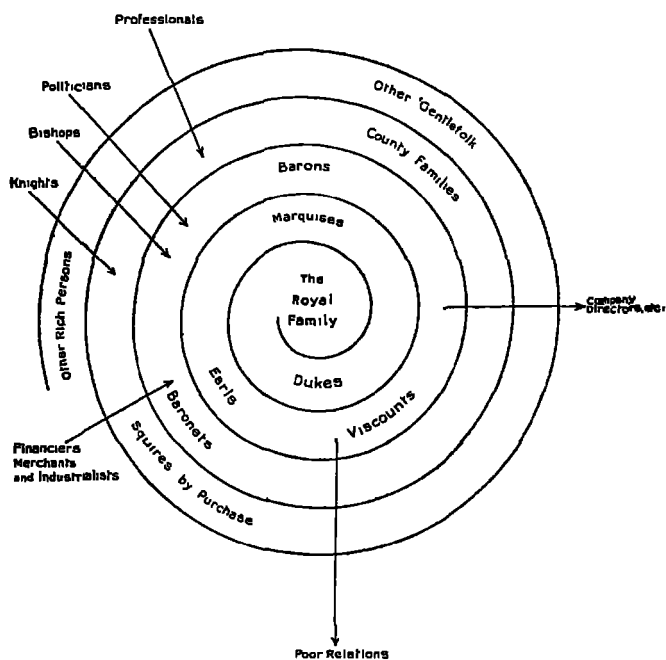 Professionals
Politicians
Bishops
Knights
Other Gentlefolk
County Families
Barons
Marquises
The
Royal
Family
Dukes
Earls
Viscounts
Baronets
Squires by Purchase
Other Rich Persons
Company
Directors, etc.
Financiers
Merchants
and Industrialists
Poor Relations